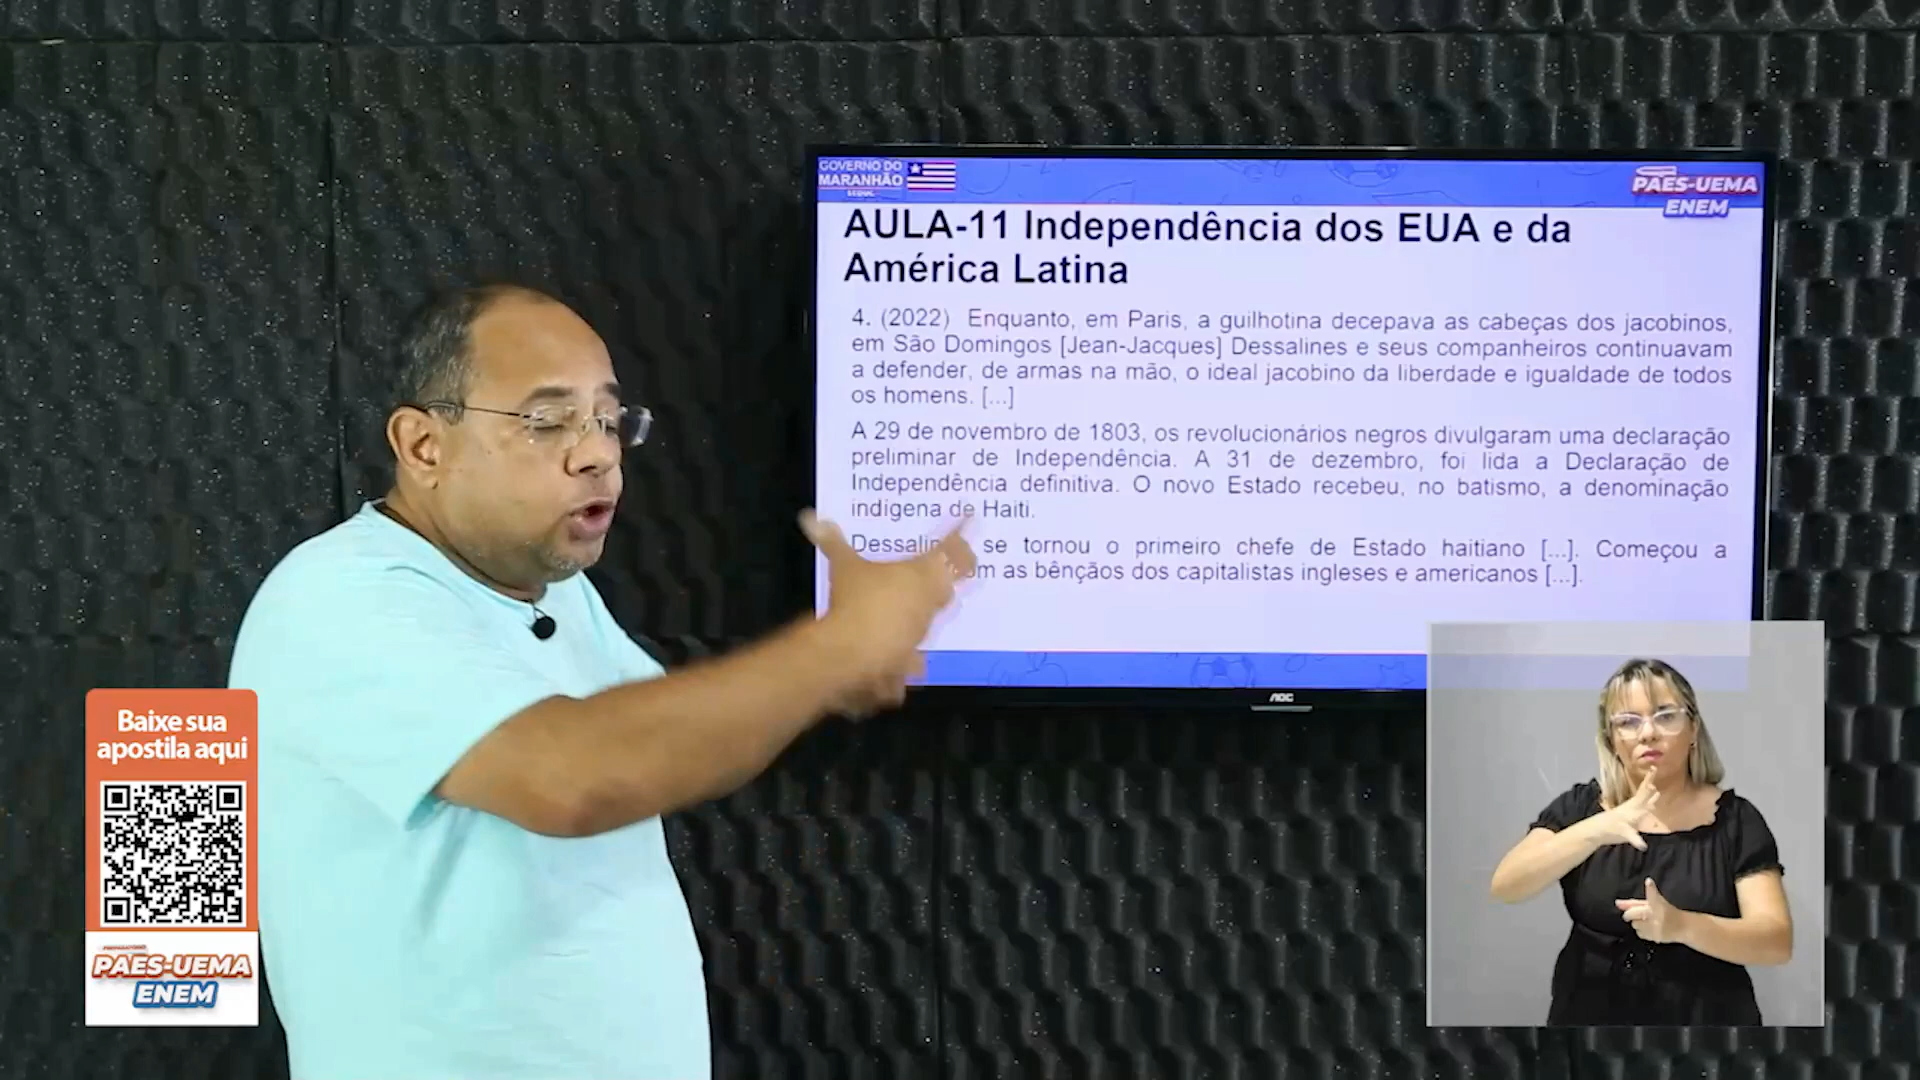 GOVERNO DO
MARANHÃO
SEDUC
PAES-UEMA
ENEM
AULA-11 Independência dos EUA e da
América Latina
4. (2022) Enquanto, em Paris, a guilhotina decepava as cabeças dos jacobinos,
em São Domingos [Jean-Jacques] Dessalines e seus companheiros continuavam
a defender, de armas na mão, o ideal jacobino da liberdade e igualdade de todos
os homens. [...]
A 29 de novembro de 1803, os revolucionários negros divulgaram uma declaração
preliminar de Independência. A 31 de dezembro, foi lida a Declaração de
Independência definitiva. O novo Estado recebeu, no batismo, a denominação
indígena de Haiti.
se tornou o primeiro chefe de Estado haitiano [...]. Começou a
as bênçãos dos capitalistas ingleses e americanos [...].
AOC
Baixe sua
apostila aqui
PREPARATÓRIO
PAES-UEMA
ENEM